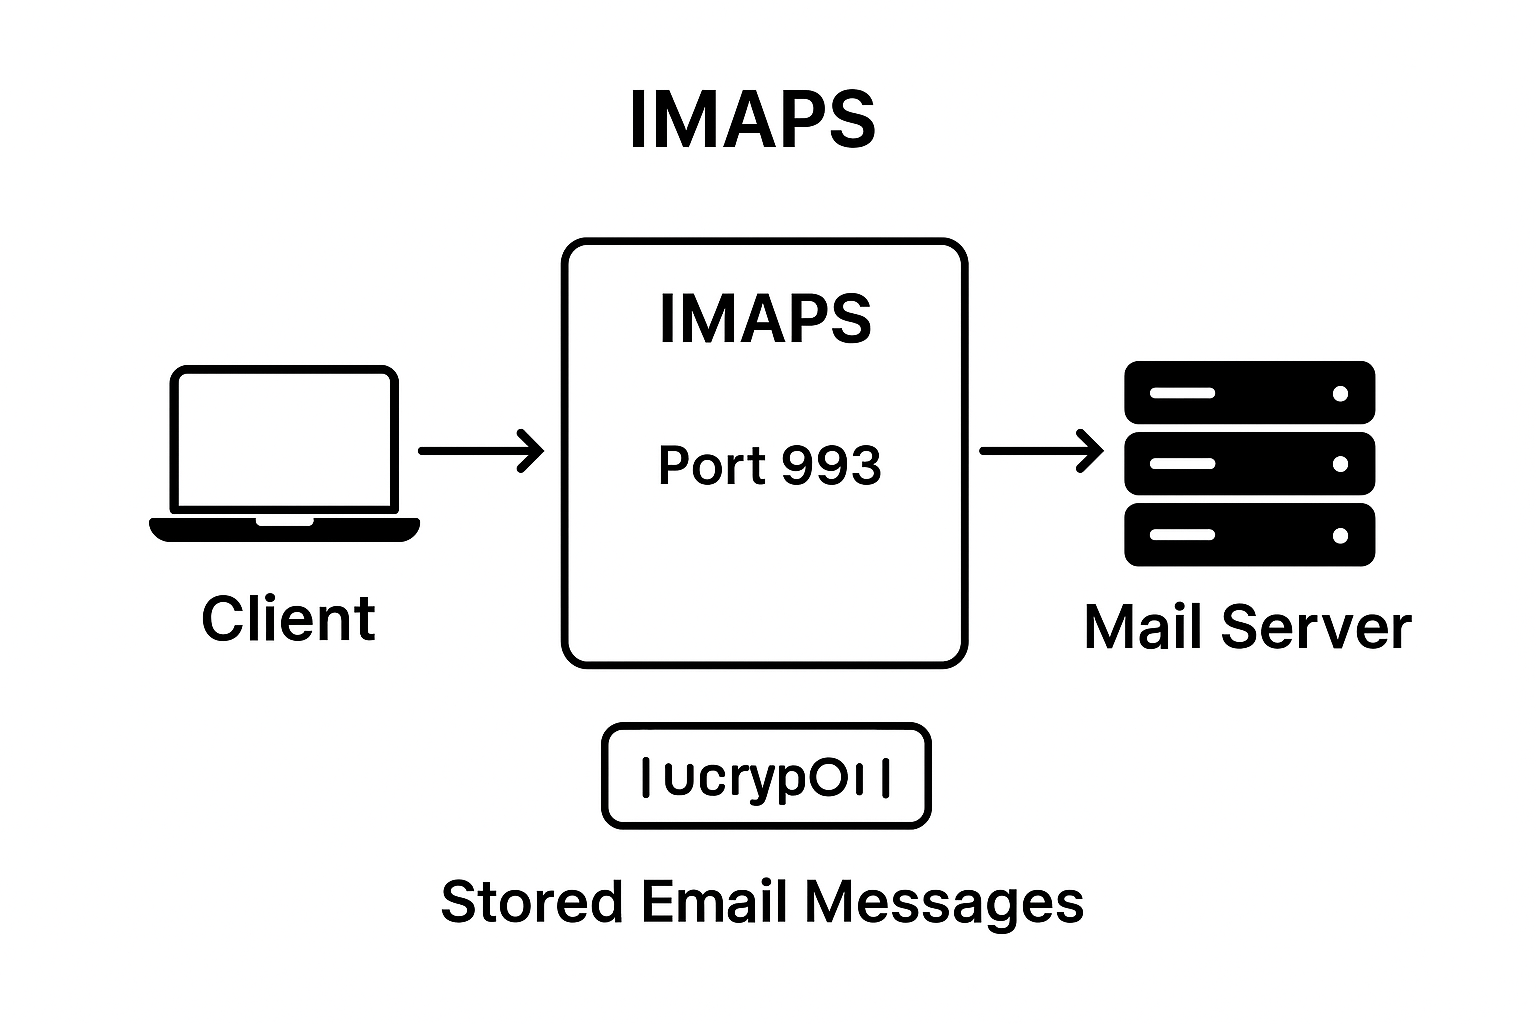 IMAPS
IMAPS
Port 993
Client
Mail Server
Stored Email Messages